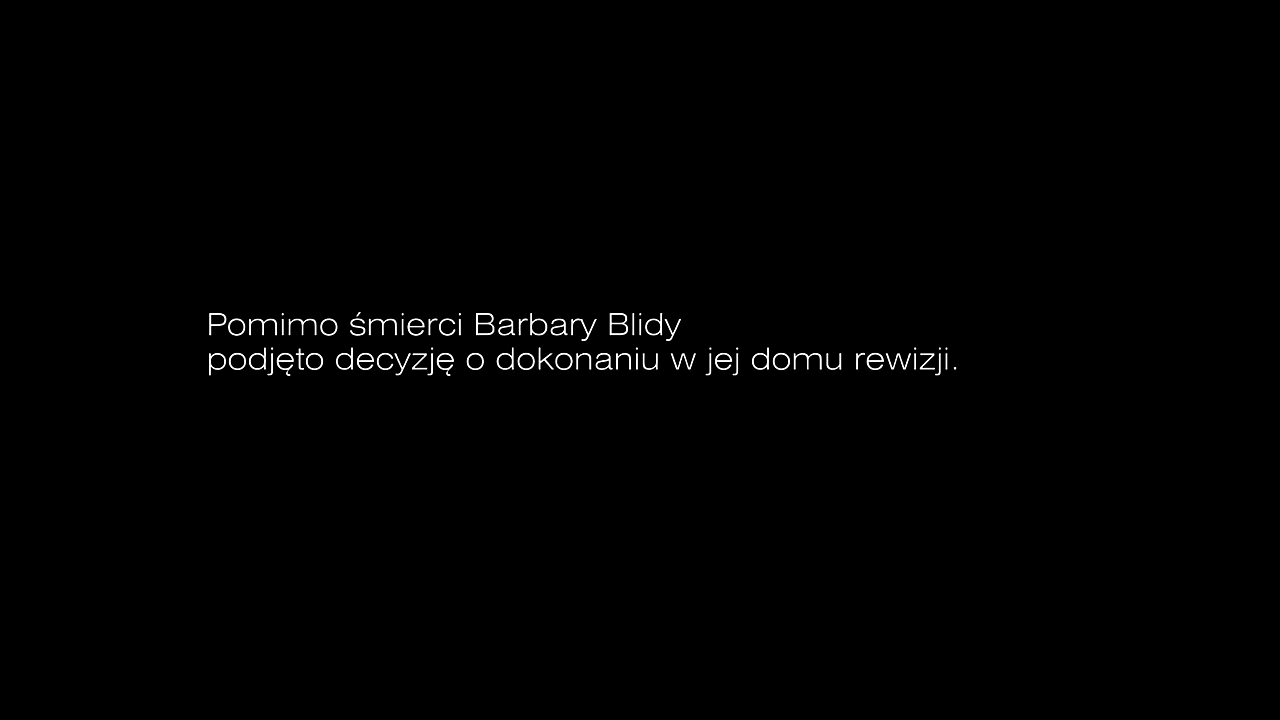 Pomimo śmierci Barbary Blidy
podjęto decyzję o dokonaniu w jej domu rewizji.